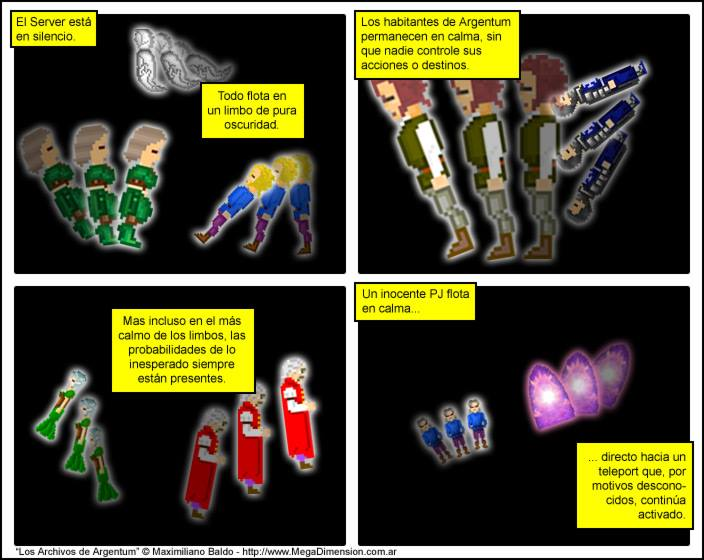 El Server está
en silencio.
Todo flota en
un limbo de pura
oscuridad.
Los habitantes de Argentum
permanecen en calma, sin
que nadie controle sus
acciones o destinos.
Mas incluso en el más
calmo de los limbos, las
probabilidades de lo
inesperado siempre
están presentes.
Un inocente PJ flota
en calma...
... directo hacia un
teleport que, por
motivos descono-
cidos, continúa
activado.
"Los Archivos de Argentum" © Maximiliano Baldo - http://www.MegaDimension.com.ar